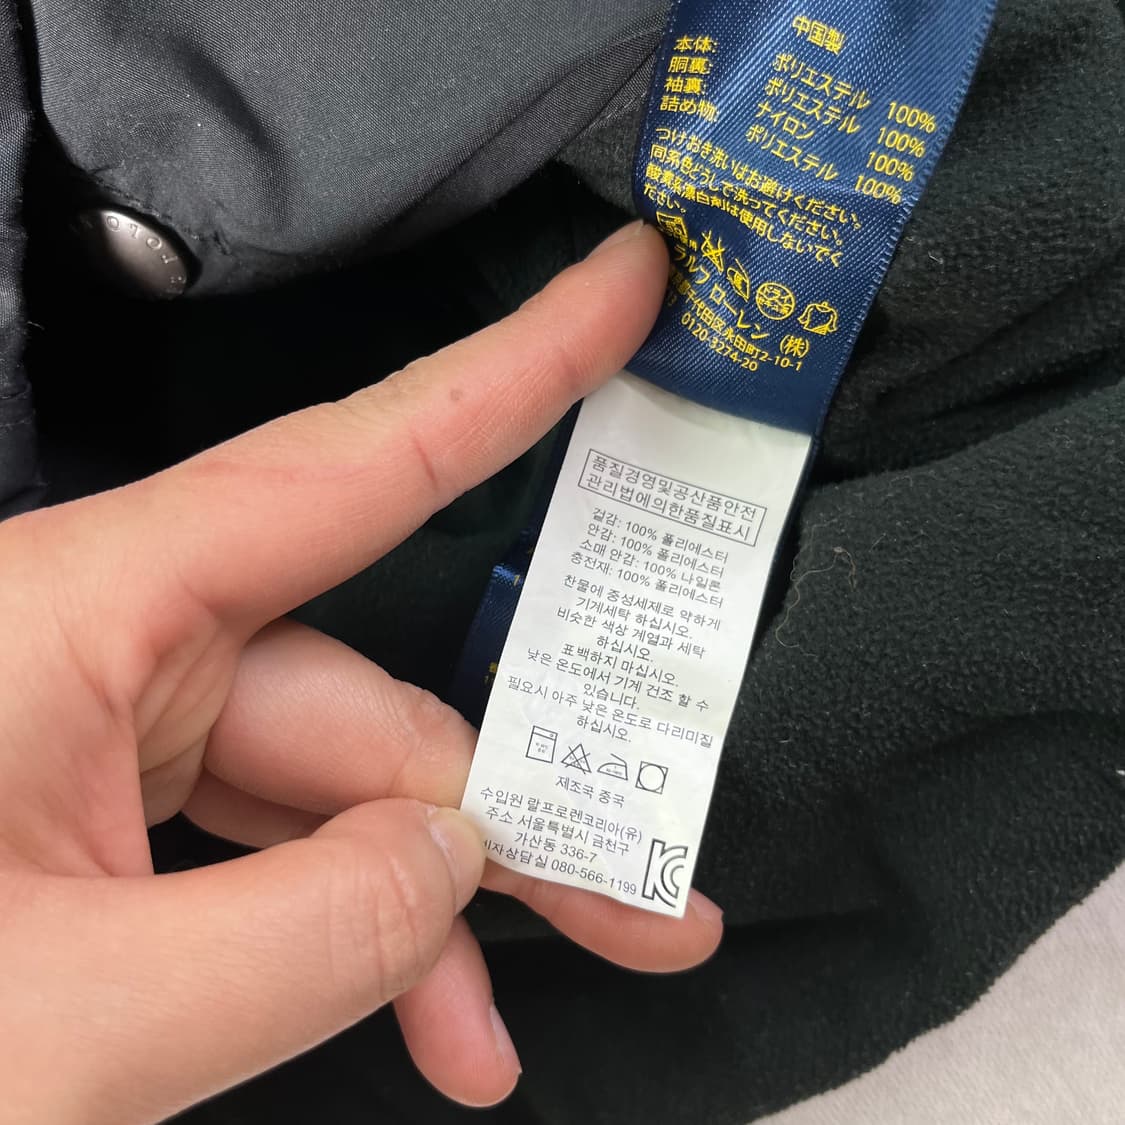 中国製
本体: ポリエステル 100%
胴裏: ポリエステル 100%
袖裏: ナイロン 100%
詰め物: ポリエステル 100%
つけおき洗いはお避けください。
同系色どうしで洗ってください。
酸素系漂白剤は使用しないでく
ださい。
ラルフ ローレン (株)
千代田区永田町2-10-1
0120-3274-20
POLO
품질경영및공산품안전
관리법에의한품질표시
겉감: 100% 폴리에스터
안감: 100% 폴리에스터
소매 안감: 100% 나일론
충전재: 100% 폴리에스터
찬물에 중성세제로 약하게
기계세탁 하십시오.
비슷한 색상 계열과 세탁
하십시오.
표백하지 마십시오.
낮은 온도에서 기계 건조 할 수
있습니다.
필요시 아주 낮은 온도로 다리미질
하십시오.
제조국 중국
수입원 랄프로렌코리아(유)
주소 서울특별시 금천구
가산동 336-7
비자상담실 080-566-1199